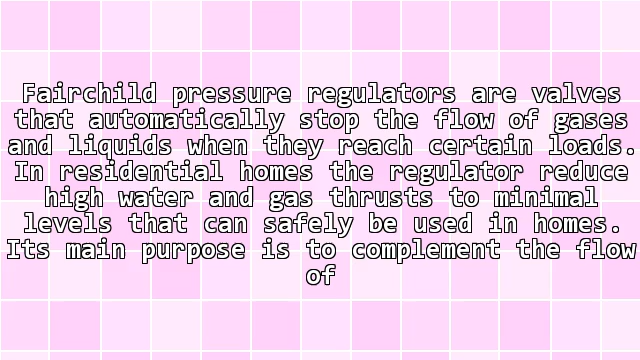 Fairchild pressure regulators are valves
that automatically stop the flow of gases
and liquids when they reach certain loads.
In residential homes the regulator reduce
high water and gas thrusts to minimal
levels that can safely be used in homes.
Its main purpose is to complement the flow
of